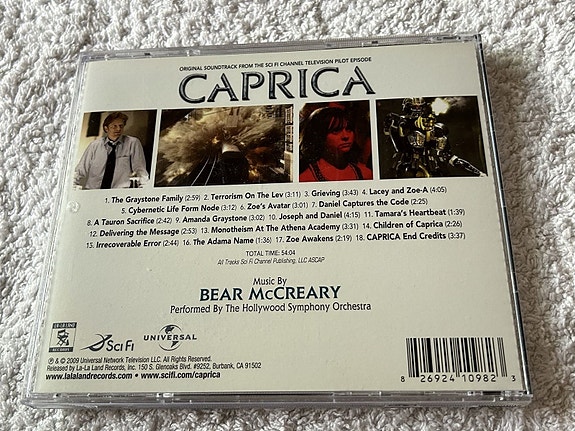 ORIGINAL SOUNDTRACK FROM THE SCI FI CHANNEL TELEVISION PILOT EPISODE
CAPRICA
1. The Graystone Family (2:59) 2. Terrorism On The Lev (3:11) 3. Grieving (3:43) 4. Lacey and Zoe-A (4:05)
5. Cybernetic Life Form Node (3:12) 6. Zoe's Avatar (3:01) 7. Daniel Captures the Code (2:25)
8. A Tauron Sacrifice (2:42) 9. Amanda Graystone (3:02) 10. Joseph and Daniel (4:15) 11. Tamara's Heartbeat (1:39)
12. Delivering the Message (2:53) 13. Monotheism At The Athena Academy (3:31) 14. Children of Caprica (2:26)
15. Irrecoverable Error (2:44) 16. The Adama Name (1:36) 17. Zoe Awakens (2:19) 18. CAPRICA End Credits (3:37)
TOTAL TIME: 54:04
All Tracks Sci Fi Channel Publishing, LLC ASCAP
Music By
BEAR McCREARY
Performed By The Hollywood Symphony Orchestra
LA-LA LAND
RECORDS
SCI FI
UNIVERSAL
℗ & © 2009 Universal Network Television LLC. All Rights Reserved.
Released by La-La Land Records, Inc. 150 S. Glenoaks Blvd. #9252, Burbank, CA 91502
www.lalalandrecords.com • www.scifi.com/caprica
8 26924 10982 3